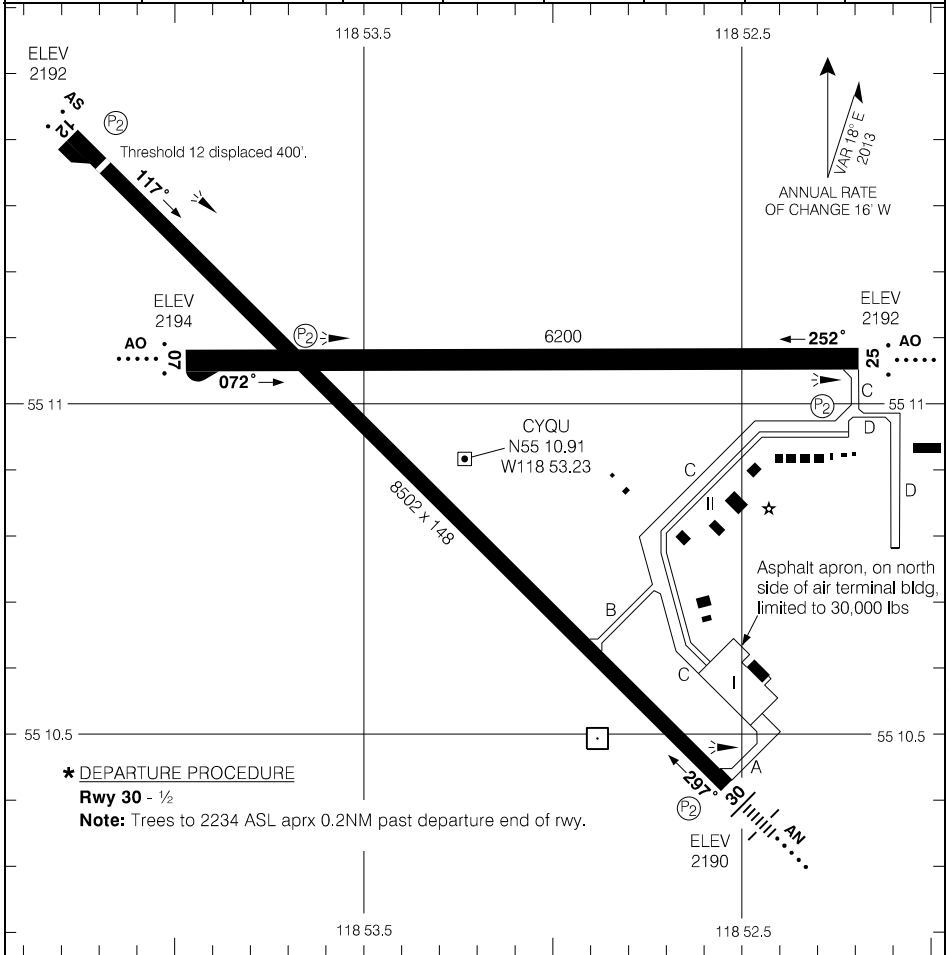 118 53.5
118 52.5
ELEV
2192
AS
12
P2
Threshold 12 displaced 400'.
117°
VAR 18° E
2013
ANNUAL RATE
OF CHANGE 16' W
ELEV
2194
AO
07
P2
6200
072°
252°
ELEV
2192
25
AO
P2
C
55 11
55 11
D
CYQU
N55 10.91
W118 53.23
C
D
II
8502 x 148
Asphalt apron, on north
side of air terminal bldg,
limited to 30,000 lbs
B
C
I
55 10.5
55 10.5
A
* DEPARTURE PROCEDURE
Rwy 30 - ½
Note: Trees to 2234 ASL aprx 0.2NM past departure end of rwy.
297°
30
P2
AN
ELEV
2190
118 53.5
118 52.5